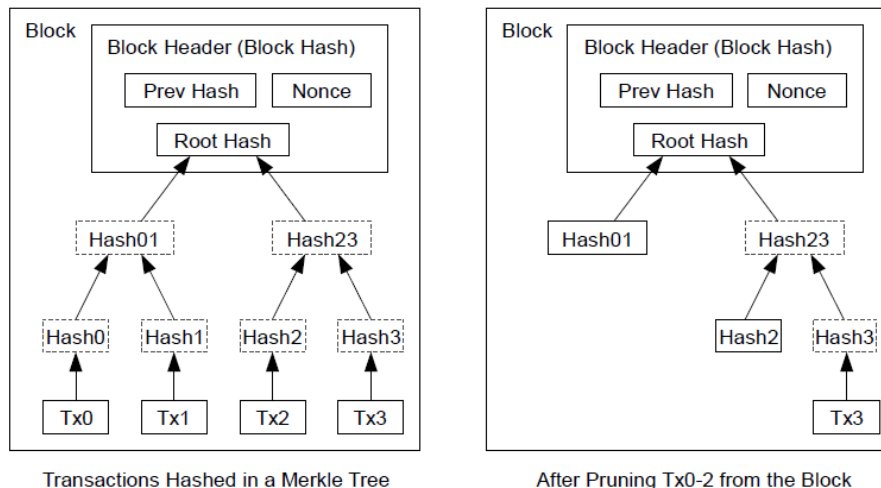 Block
Block Header (Block Hash)
Prev Hash
Nonce
Root Hash
Hash01
Hash23
Hash0
Hash1
Hash2
Hash3
Tx0
Tx1
Tx2
Tx3
Transactions Hashed in a Merkle Tree
Block
Block Header (Block Hash)
Prev Hash
Nonce
Root Hash
Hash01
Hash23
Hash2
Hash3
Tx3
After Pruning Tx0-2 from the Block